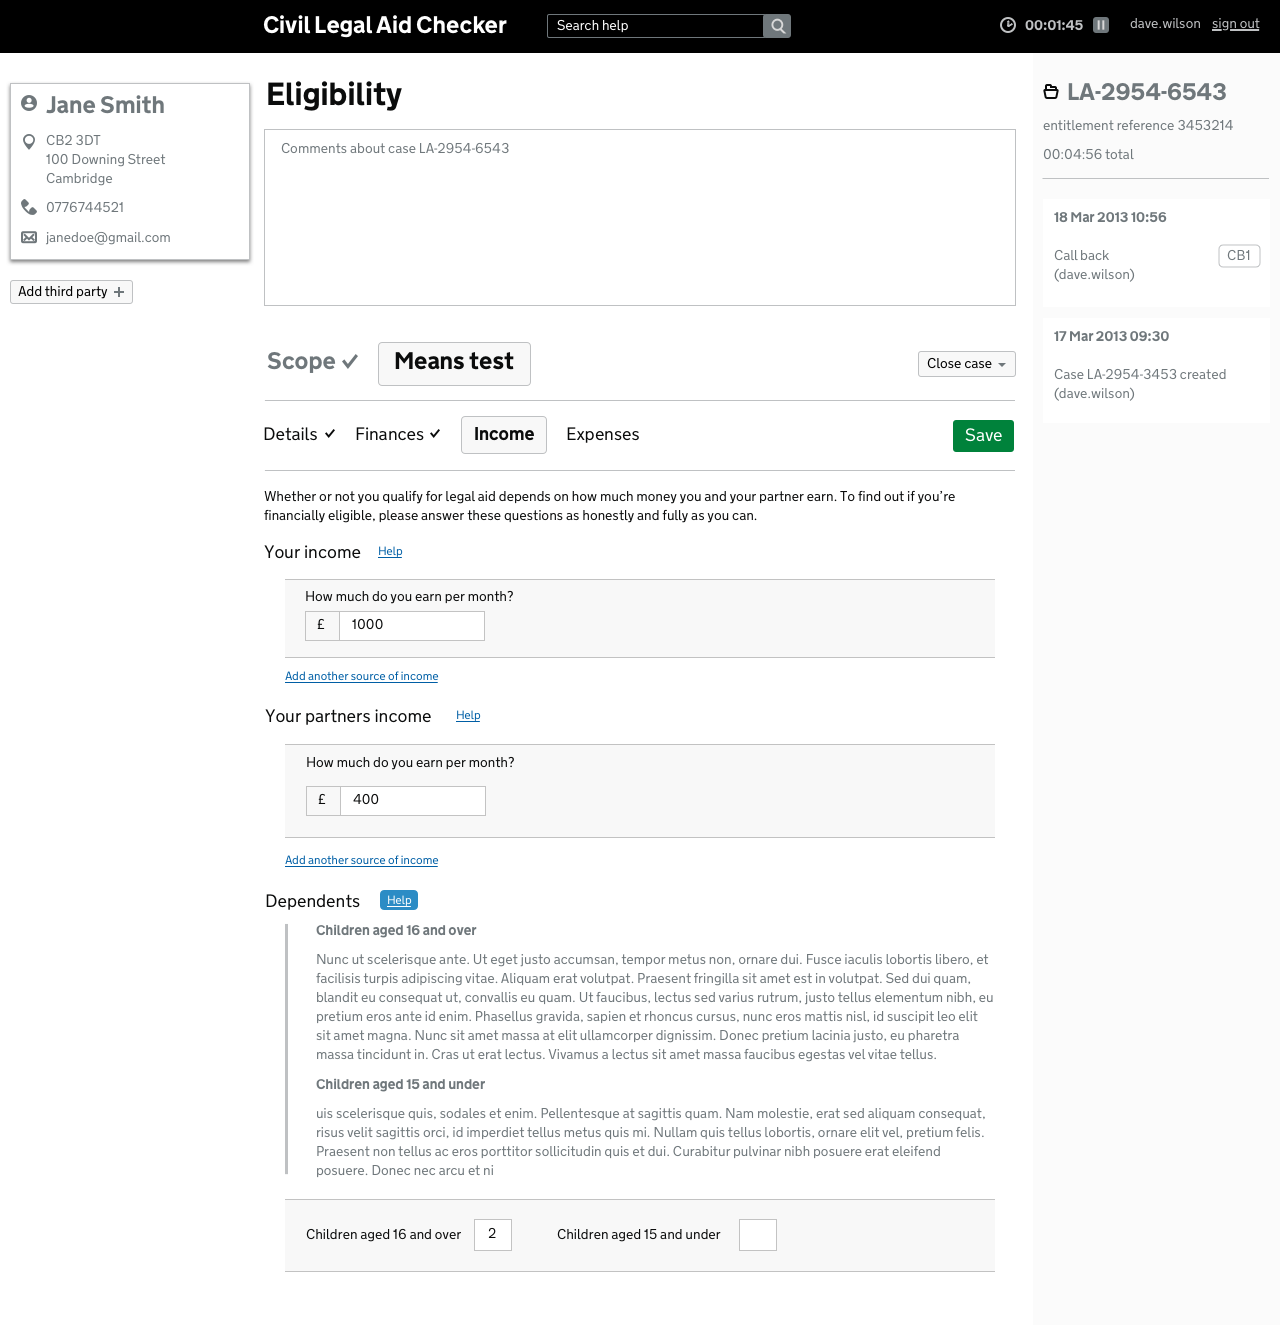 Civil Legal Aid Checker
Search help
00:01:45
dave.wilson sign out
Jane Smith
CB2 3DT
100 Downing Street
Cambridge
0776744521
janedoe@gmail.com
Add third party
Eligibility
Comments about case LA-2954-6543
Scope
Means test
Close case
Details
Finances
Income
Expenses
Save
Whether or not you qualify for legal aid depends on how much money you and your partner earn. To find out if you’re
financially eligible, please answer these questions as honestly and fully as you can.
Your income Help
How much do you earn per month?
£ 1000
Add another source of income
Your partners income Help
How much do you earn per month?
£ 400
Add another source of income
Dependents Help
Children aged 16 and over
Nunc ut scelerisque ante. Ut eget justo accumsan, tempor metus non, ornare dui. Fusce iaculis lobortis libero, et
facilisis turpis adipiscing vitae. Aliquam erat volutpat. Praesent fringilla sit amet est in volutpat. Sed dui quam,
blandit eu consequat ut, convallis eu quam. Ut faucibus, lectus sed varius rutrum, justo tellus elementum nibh, eu
pretium eros ante id enim. Phasellus gravida, sapien et rhoncus cursus, nunc eros mattis nisl, id suscipit leo elit
sit amet magna. Nunc sit amet massa at elit ullamcorper dignissim. Donec pretium lacinia justo, eu pharetra
massa tincidunt in. Cras ut erat lectus. Vivamus a lectus sit amet massa faucibus egestas vel vitae tellus.
Children aged 15 and under
uis scelerisque quis, sodales et enim. Pellentesque at sagittis quam. Nam molestie, erat sed aliquam consequat,
risus velit sagittis orci, id imperdiet tellus metus quis mi. Nullam quis tellus lobortis, ornare elit vel, pretium felis.
Praesent non tellus ac eros porttitor sollicitudin quis et dui. Curabitur pulvinar nibh posuere erat eleifend
posuere. Donec nec arcu et ni
Children aged 16 and over 2
Children aged 15 and under
LA-2954-6543
entitlement reference 3453214
00:04:56 total
18 Mar 2013 10:56
Call back CB1
(dave.wilson)
17 Mar 2013 09:30
Case LA-2954-3453 created
(dave.wilson)